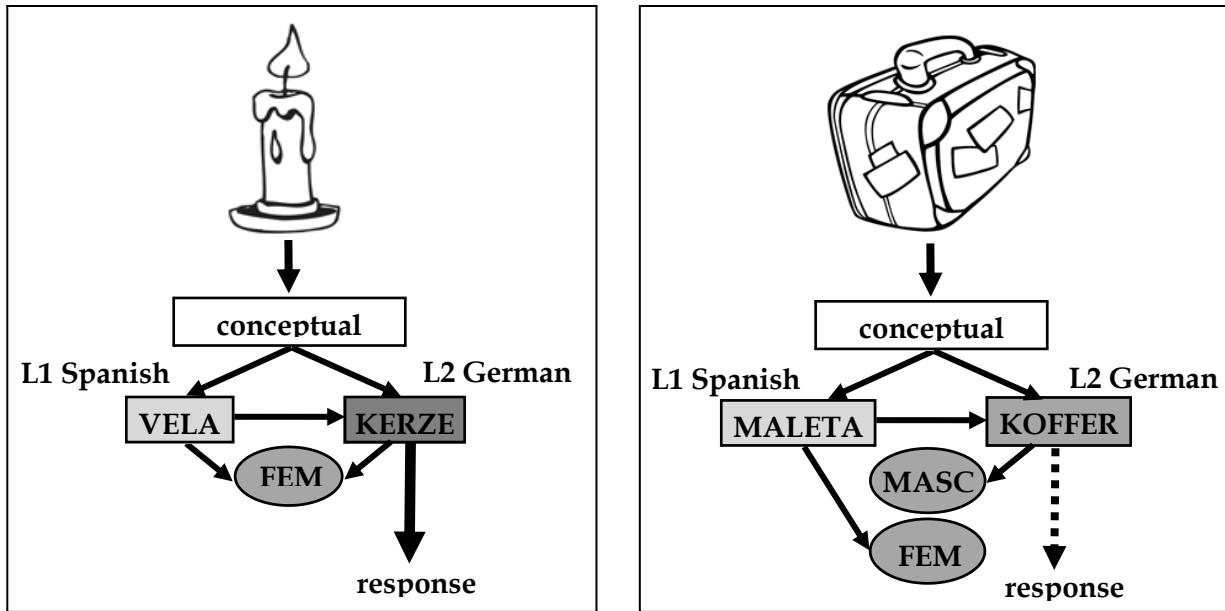 conceptual
L1 Spanish
L2 German
VELA
KERZE
FEM
response
conceptual
L1 Spanish
L2 German
MALETA
KOFFER
MASC
FEM
response